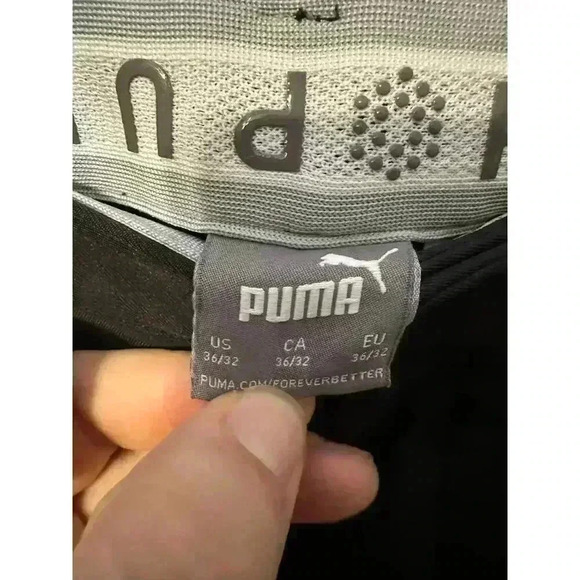 PUMA
US CA EU
36/32 36/32 36/32
PUMA.COM/FOREVERBETTER